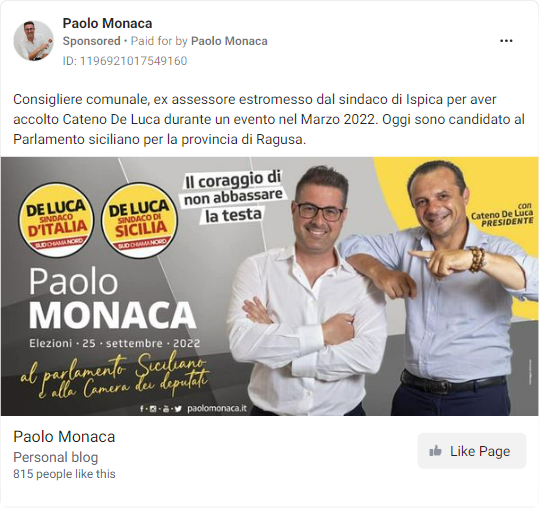 Paolo Monaca
Sponsored • Paid for by Paolo Monaca
ID: 1196921017549160
Consigliere comunale, ex assessore estromesso dal sindaco di Ispica per aver
accolto Cateno De Luca durante un evento nel Marzo 2022. Oggi sono candidato al
Parlamento siciliano per la provincia di Ragusa.
DE LUCA
SINDACO
D'ITALIA
SUD CHIAMA NORD
DE LUCA
SINDACO DI
SICILIA
SUD CHIAMA NORD
Il coraggio di
non abbassare
la testa
con
Cateno De Luca
PRESIDENTE
Paolo
MONACA
Elezioni • 25 • settembre • 2022
al parlamento Siciliano
e alla Camera dei deputati
paolomonaca.it
Paolo Monaca
Personal blog
815 people like this
Like Page